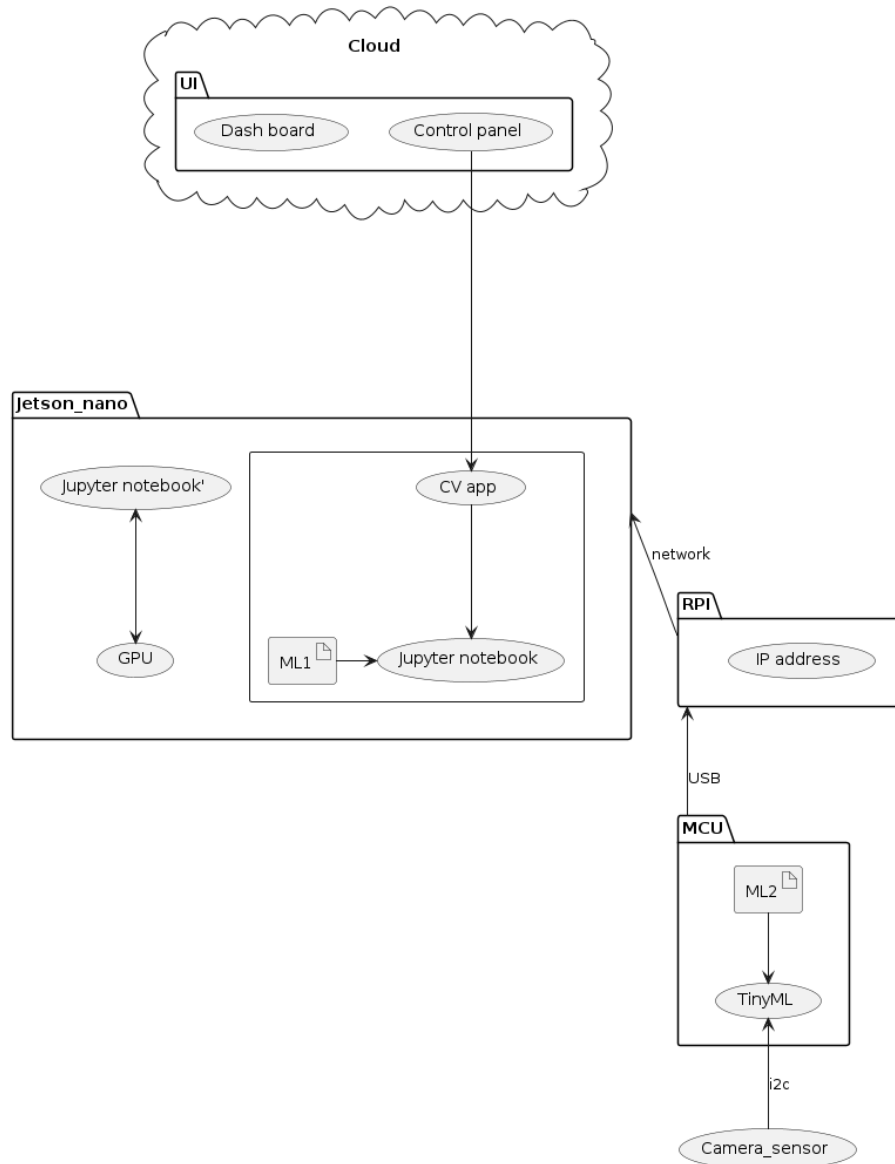 Cloud
UI
Dash board
Control panel
Jetson_nano
Jupyter notebook'
CV app
network
RPI
GPU
ML1
Jupyter notebook
IP address
USB
MCU
ML2
TinyML
i2c
Camera_sensor